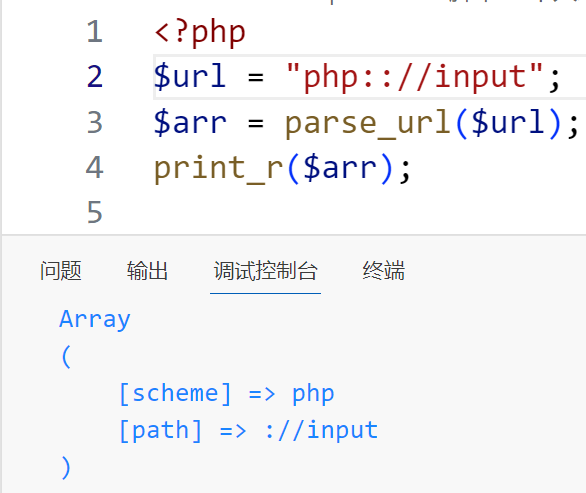 1 <?php
2 $url = "php:://input";
3 $arr = parse_url($url);
4 print_r($arr);
5
问题 输出 调试控制台 终端
Array
(
[scheme] => php
[path] => ://input
)